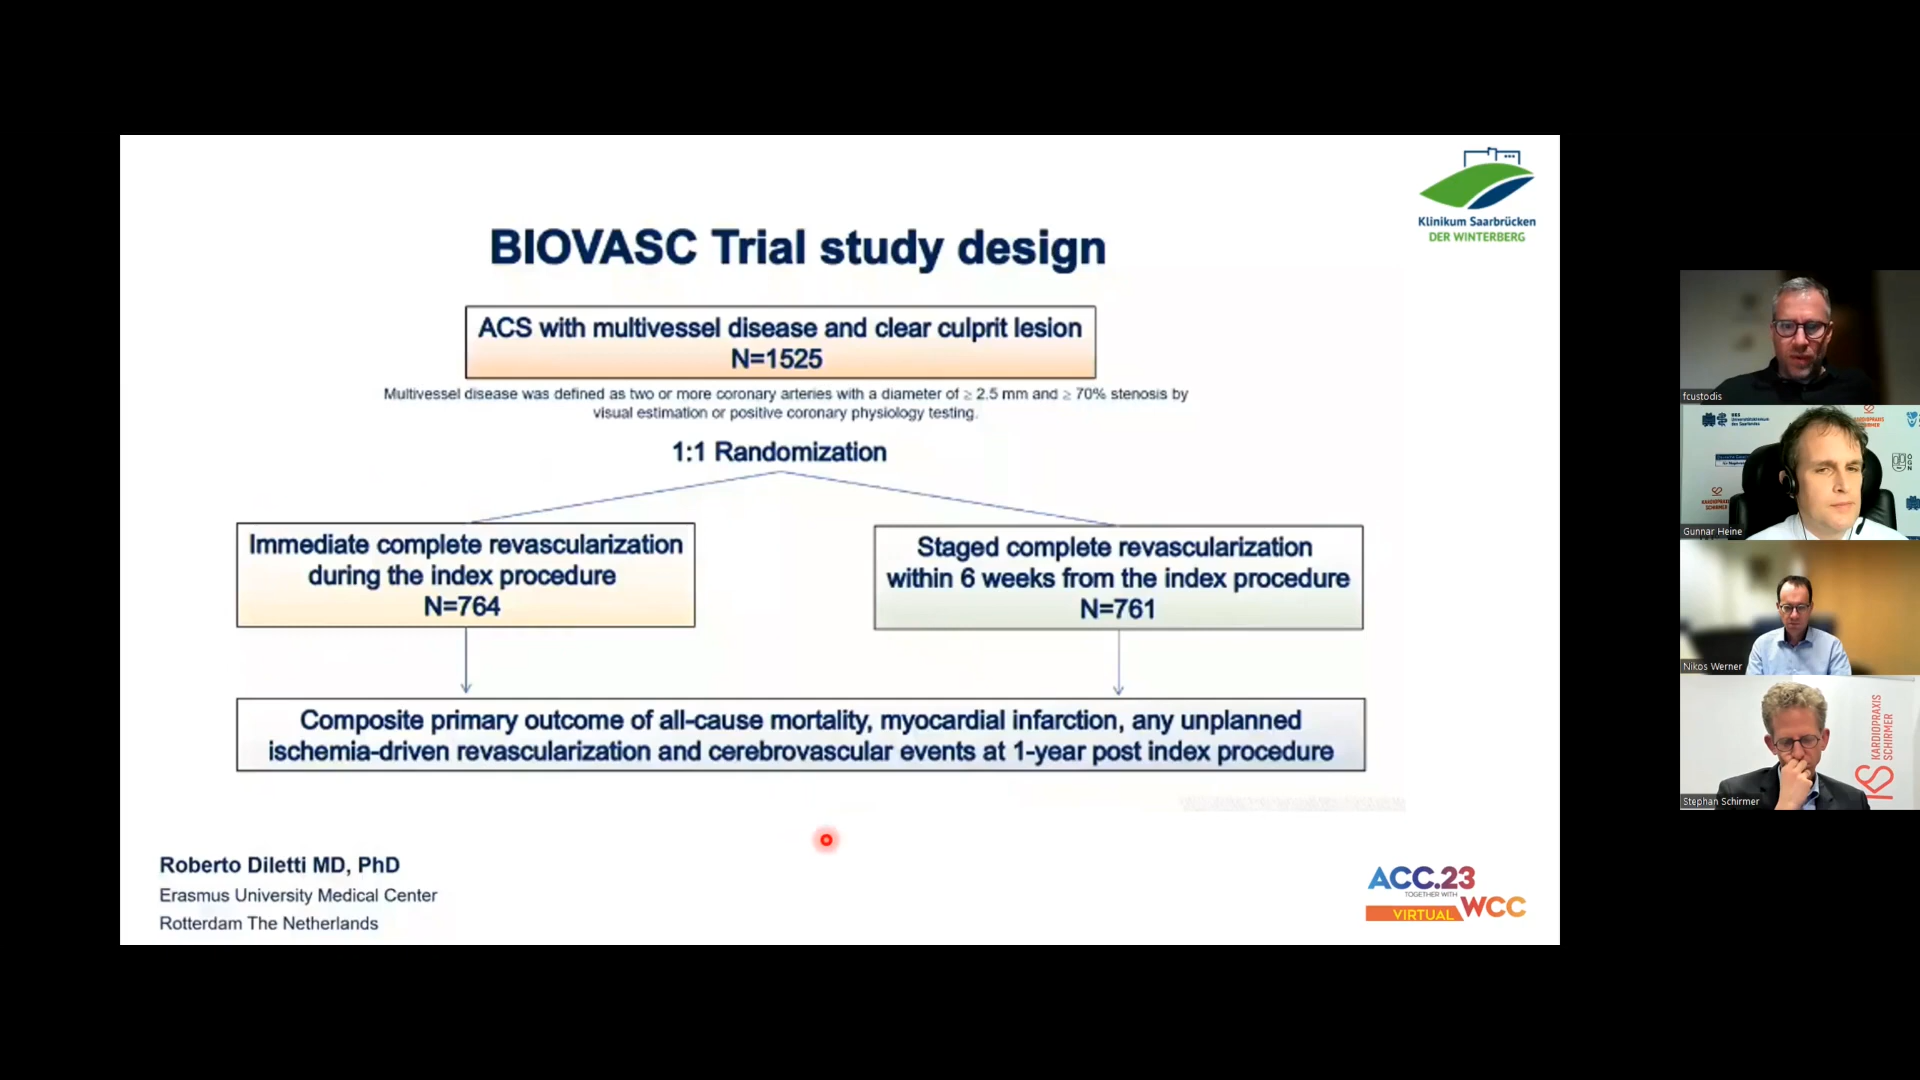 Klinikum Saarbrücken
DER WINTERBERG
BIOVASC Trial study design
ACS with multivessel disease and clear culprit lesion
N=1525
Multivessel disease was defined as two or more coronary arteries with a diameter of ≥ 2.5 mm and ≥ 70% stenosis by
visual estimation or positive coronary physiology testing.
1:1 Randomization
Immediate complete revascularization
during the index procedure
N=764
Staged complete revascularization
within 6 weeks from the index procedure
N=761
Composite primary outcome of all-cause mortality, myocardial infarction, any unplanned
ischemia-driven revascularization and cerebrovascular events at 1-year post index procedure
Roberto Diletti MD, PhD
Erasmus University Medical Center
Rotterdam The Netherlands
ACC.23
TOGETHER WITH
WCC
VIRTUAL
fcustodis
Gunnar Heine
Nikos Werner
KARDIOPRAXIS
SCHIRMER
Stephan Schirmer